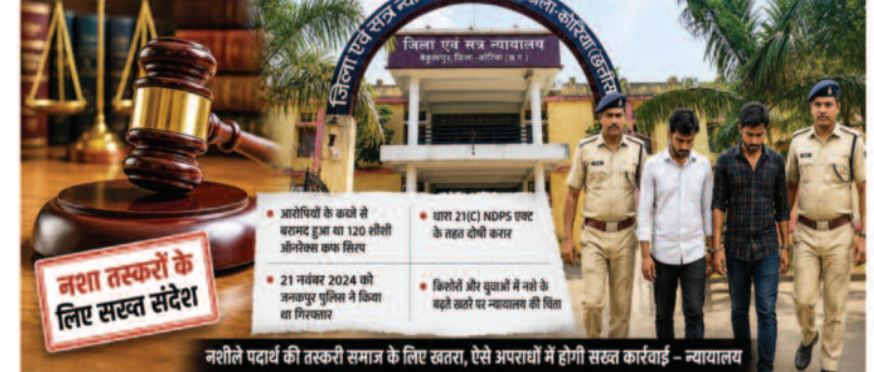 जिला एवं सत्र न्या
जिला-कोरिया (छत्तीस
जिला एवं सत्र न्यायालय
बैकुण्ठपुर, जिला-कोरिया (छ.ग.)
नशा तस्करों के
लिए सख्त संदेश
• आरोपियों के कब्जे से
बरामद हुआ था 120 शीशी
ऑनरेक्स कफ सिरप
• धारा 21(C) NDPS एक्ट
के तहत दोषी करार
• 21 नवंबर 2024 को
जनकपुर पुलिस ने किया
था गिरफ्तार
• किशोरों और युवाओं में नशे के
बढ़ते खतरे पर न्यायालय की चिंता
नशीले पदार्थ की तस्करी समाज के लिए खतरा, ऐसे अपराधों में होगी सख्त कार्रवाई – न्यायालय